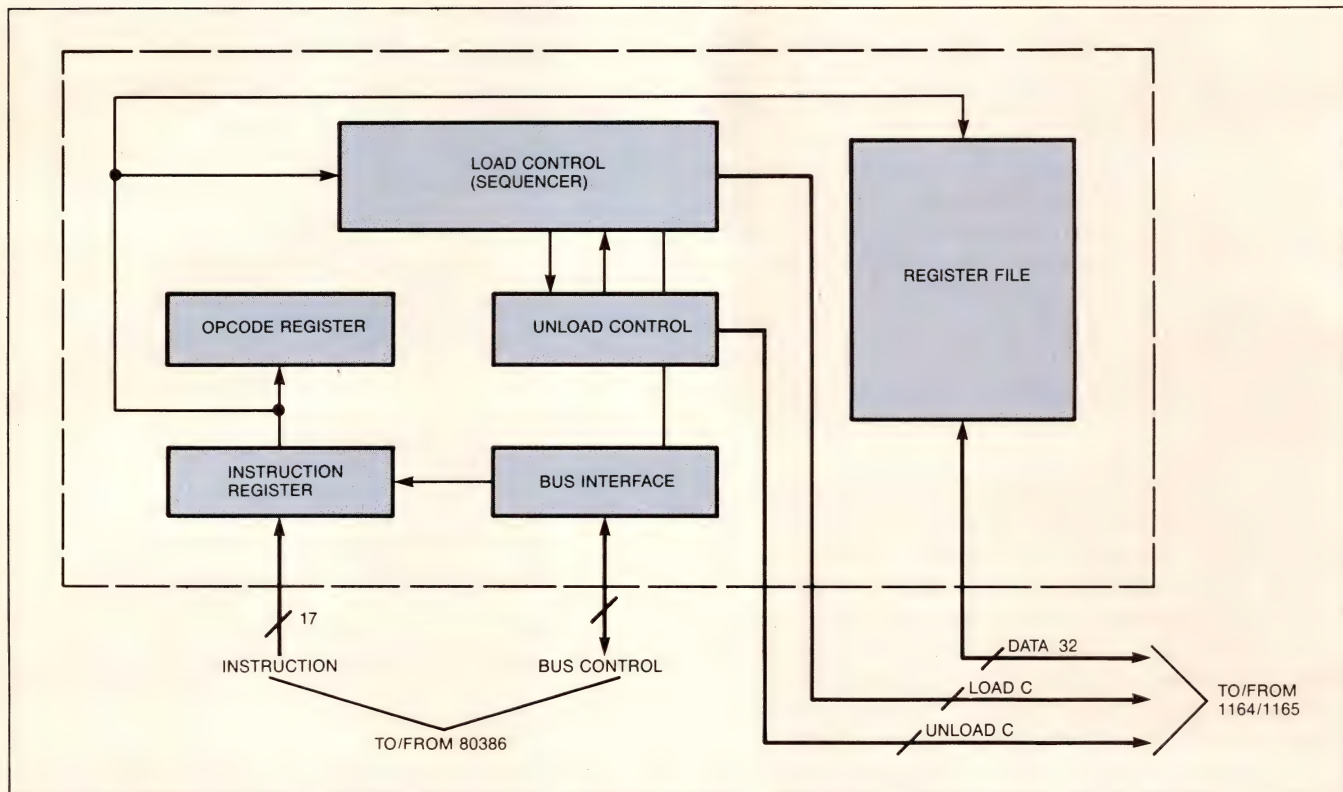 LOAD CONTROL
(SEQUENCER)
REGISTER FILE
OPCODE REGISTER
UNLOAD CONTROL
INSTRUCTION
REGISTER
BUS INTERFACE
17
INSTRUCTION
BUS CONTROL
TO/FROM 80386
DATA 32
LOAD C
UNLOAD C
TO/FROM
1164/1165